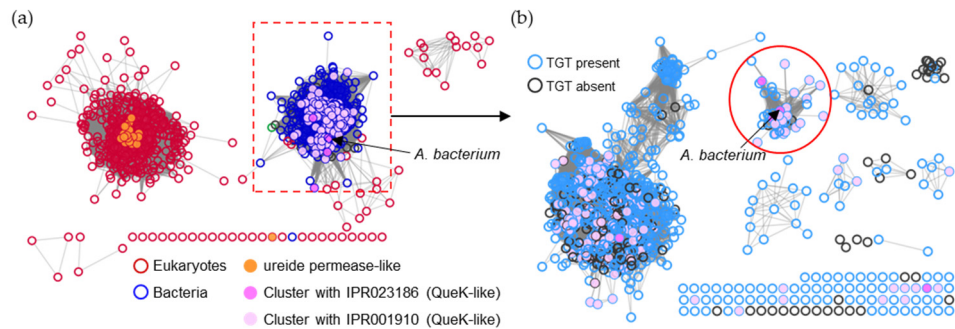 (a)
(b)
TGT present
TGT absent
A. bacterium
A. bacterium
Eukaryotes
ureide permease-like
Bacteria
Cluster with IPR023186 (QueK-like)
Cluster with IPR001910 (QueK-like)